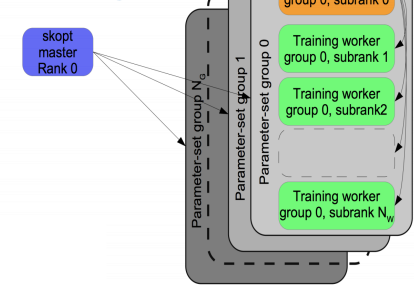 group 0, subrank 0
skopt
master
Rank 0
Parameter-set group N_G
Parameter-set group 1
Parameter-set group 0
Training worker
group 0, subrank 1
Training worker
group 0, subrank2
Training worker
group 0, subrank N_W